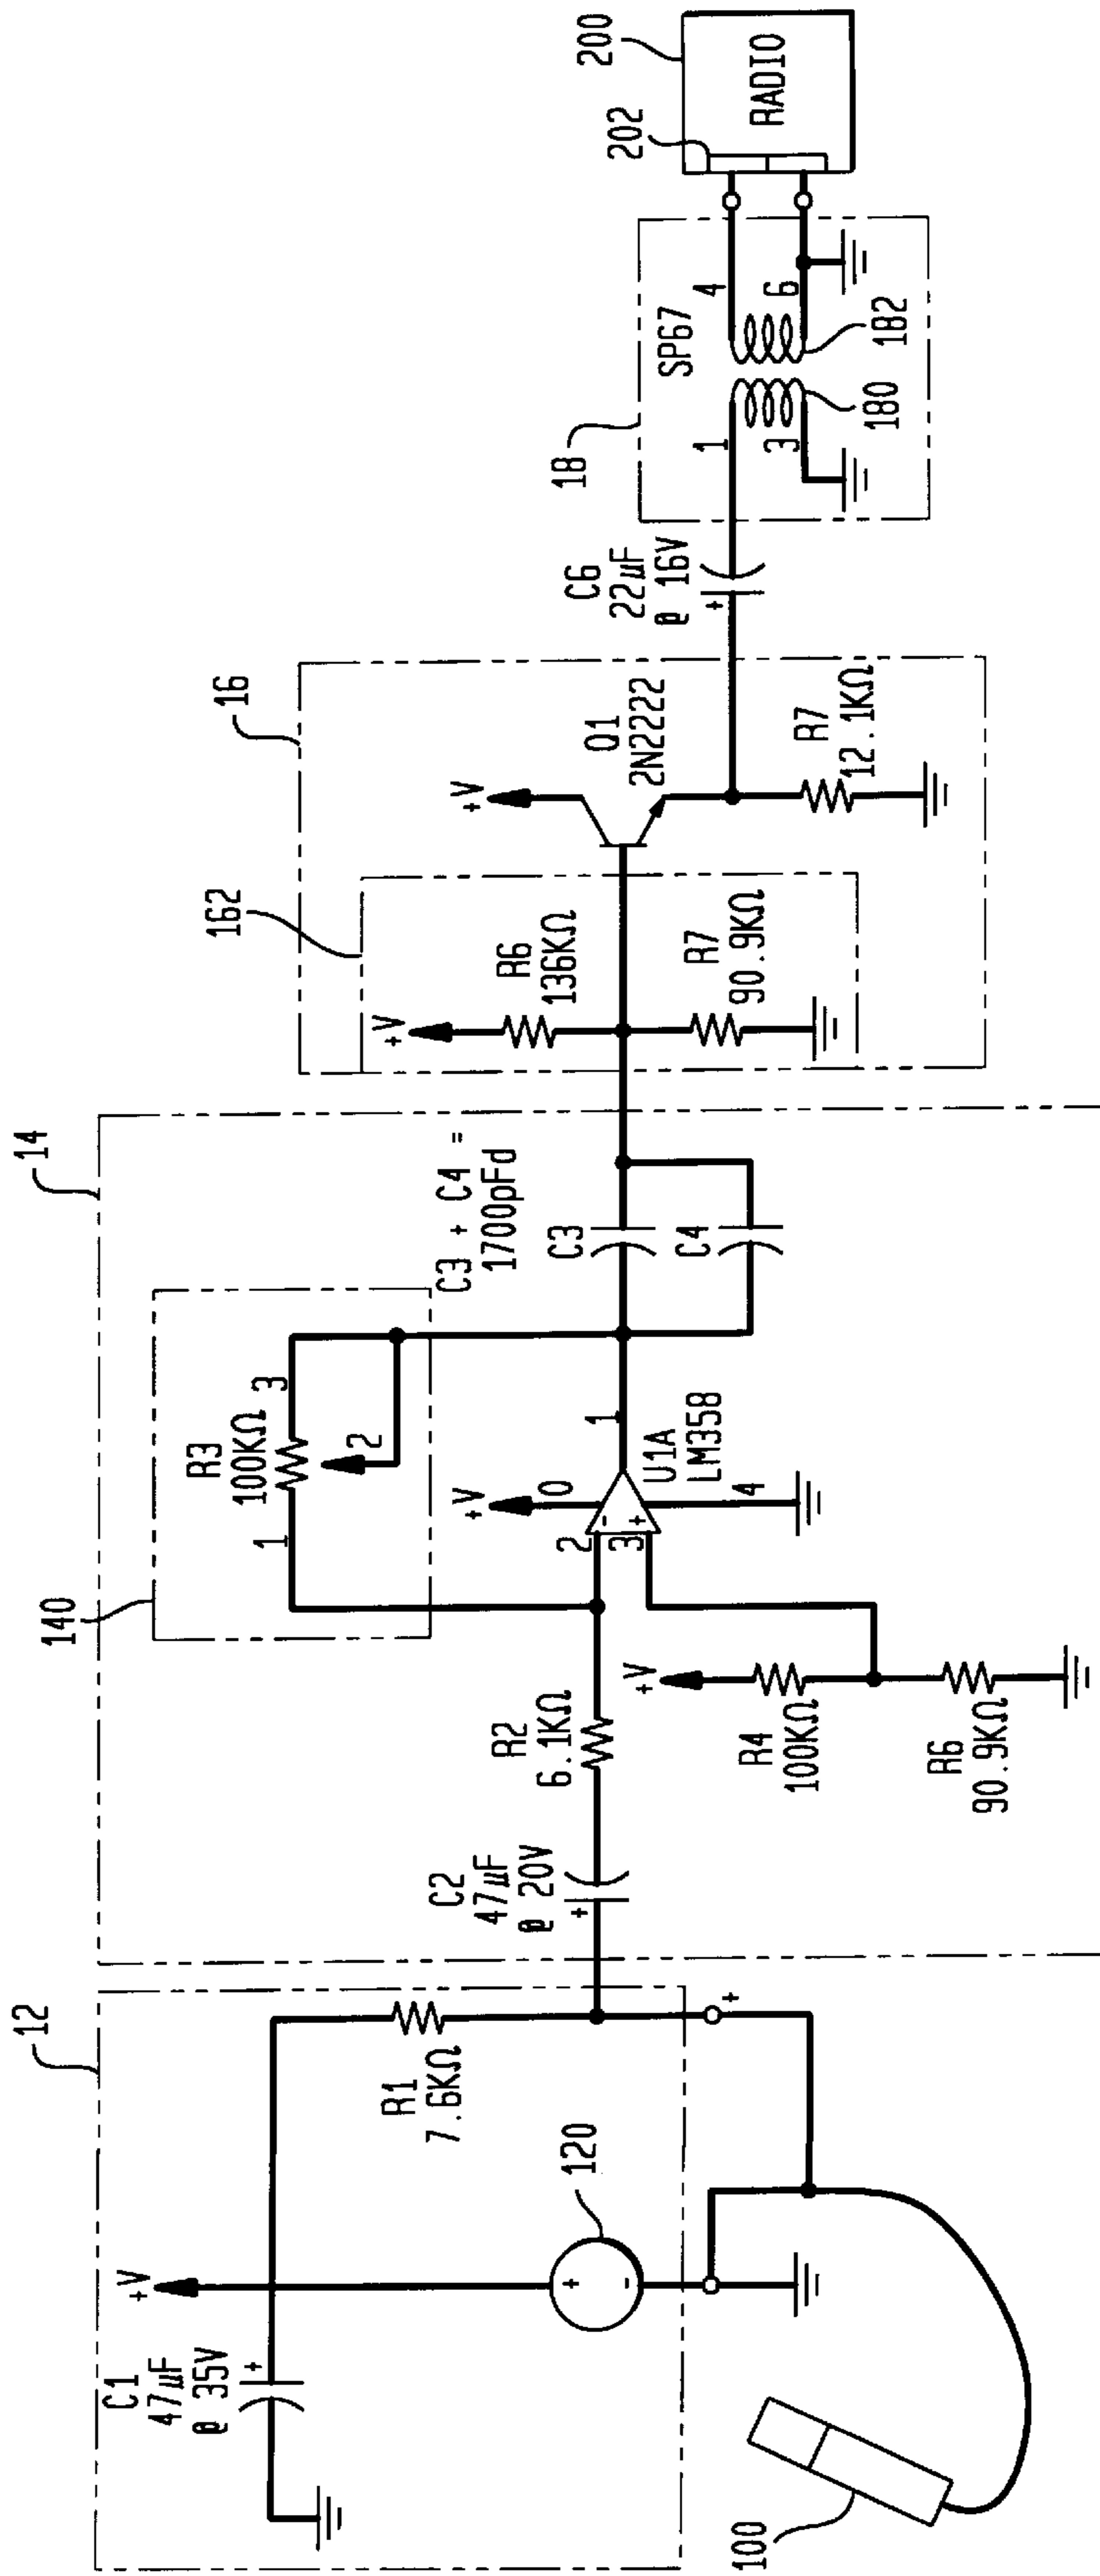 12
+V
C1
47µF
@ 35V
+
R1
7.6KΩ
120
+
-
+
100
14
140
C2
47µF
@ 20V
+
R2
6.1KΩ
R3
100KΩ
1
2
3
+V
0
2
-
3
+
1
U1A
LM358
4
+V
R4
100KΩ
R6
90.9KΩ
C3 + C4 =
1700pFd
C3
C4
16
162
+V
R6
136KΩ
R7
90.9KΩ
+V
Q1
2N2222
R7
12.1KΩ
C6
22µF
@ 16V
+
18
SP67
1
3
4
6
180
182
200
202
RADIO